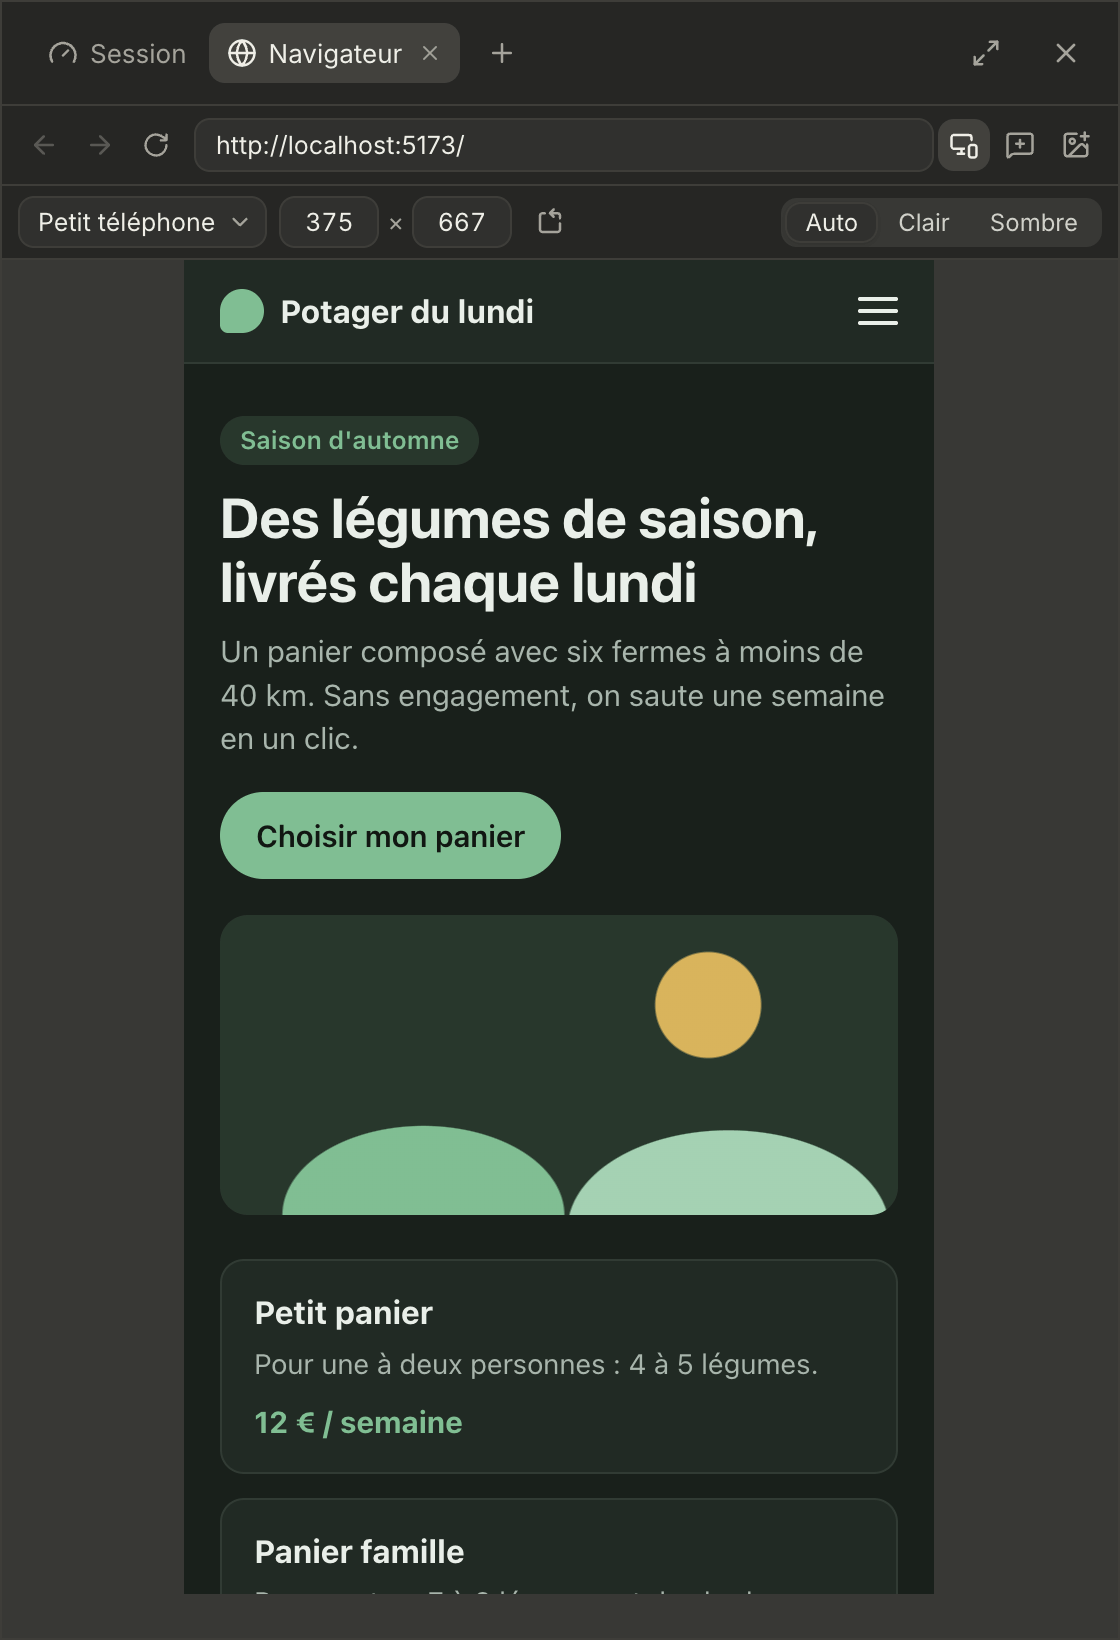 Session
Navigateur
http://localhost:5173/
Petit téléphone
375 × 667
Auto
Clair
Sombre
Potager du lundi
Saison d'automne
Des légumes de saison,
livrés chaque lundi
Un panier composé avec six fermes à moins de
40 km. Sans engagement, on saute une semaine
en un clic.
Choisir mon panier
Petit panier
Pour une à deux personnes : 4 à 5 légumes.
12 € / semaine
Panier famille